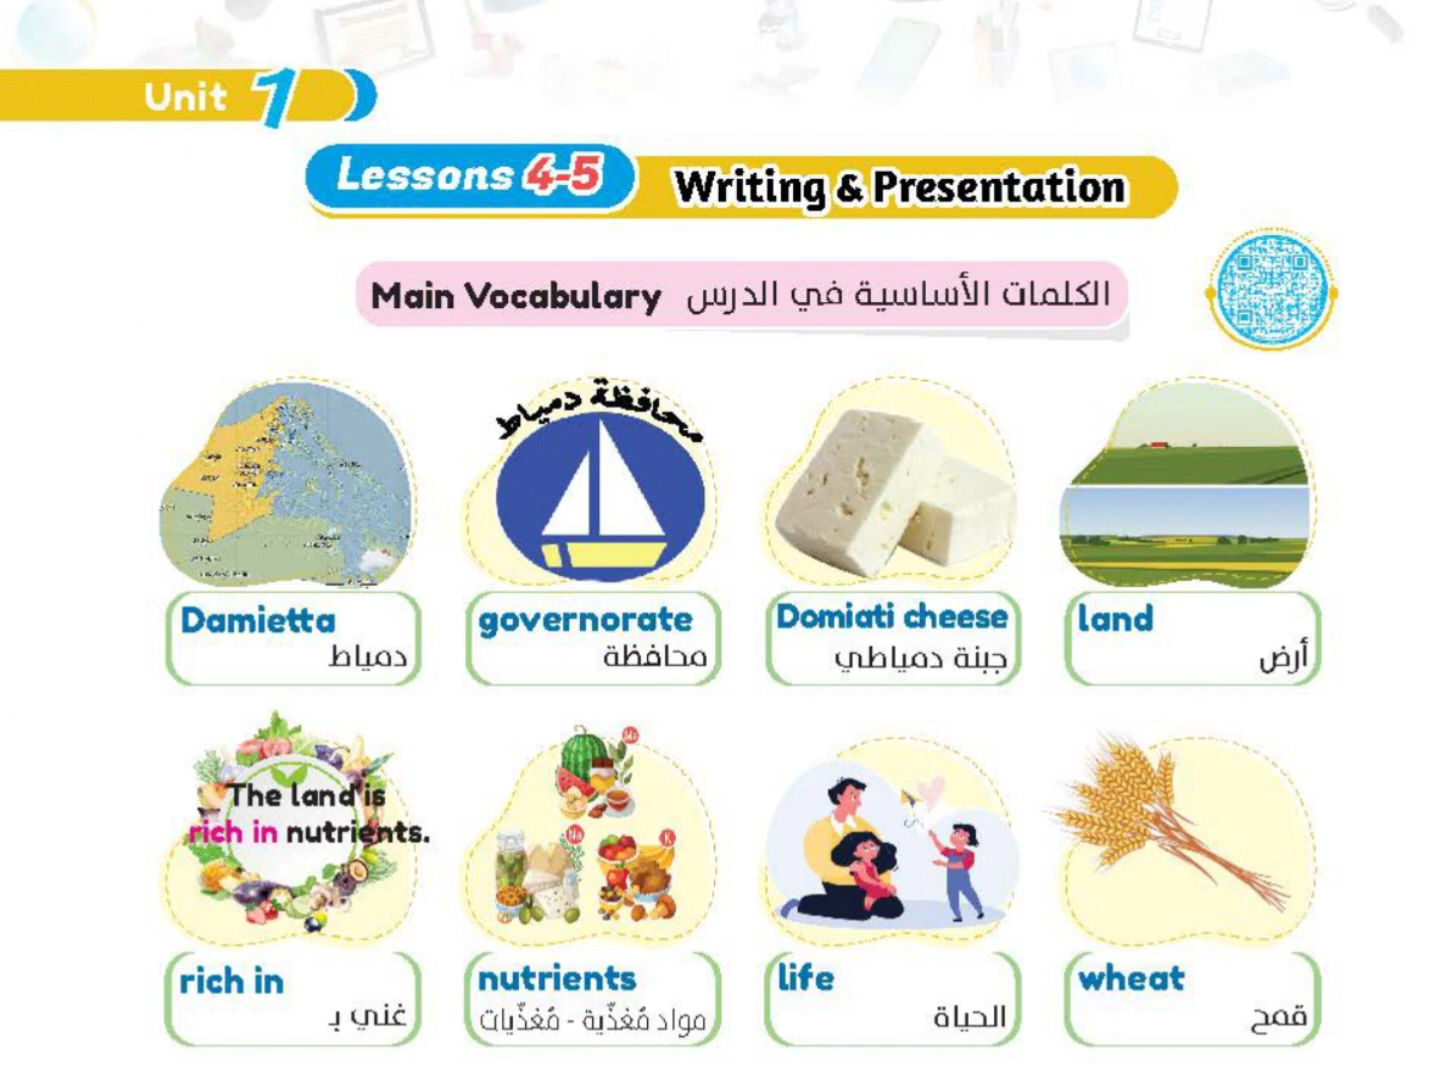 Unit 1
Lessons 4-5 Writing & Presentation
Main Vocabulary الكلمات الأساسية في الدرس
محافظة دمياط
Damietta
دمياط
governorate
محافظة
Domiati cheese
جبنة دمياطي
land
أرض
The land is
rich in nutrients.
Na
K
rich in
غني بـ
nutrients
مواد مُغذّية - مُغذّيات
life
الحياة
wheat
قمح